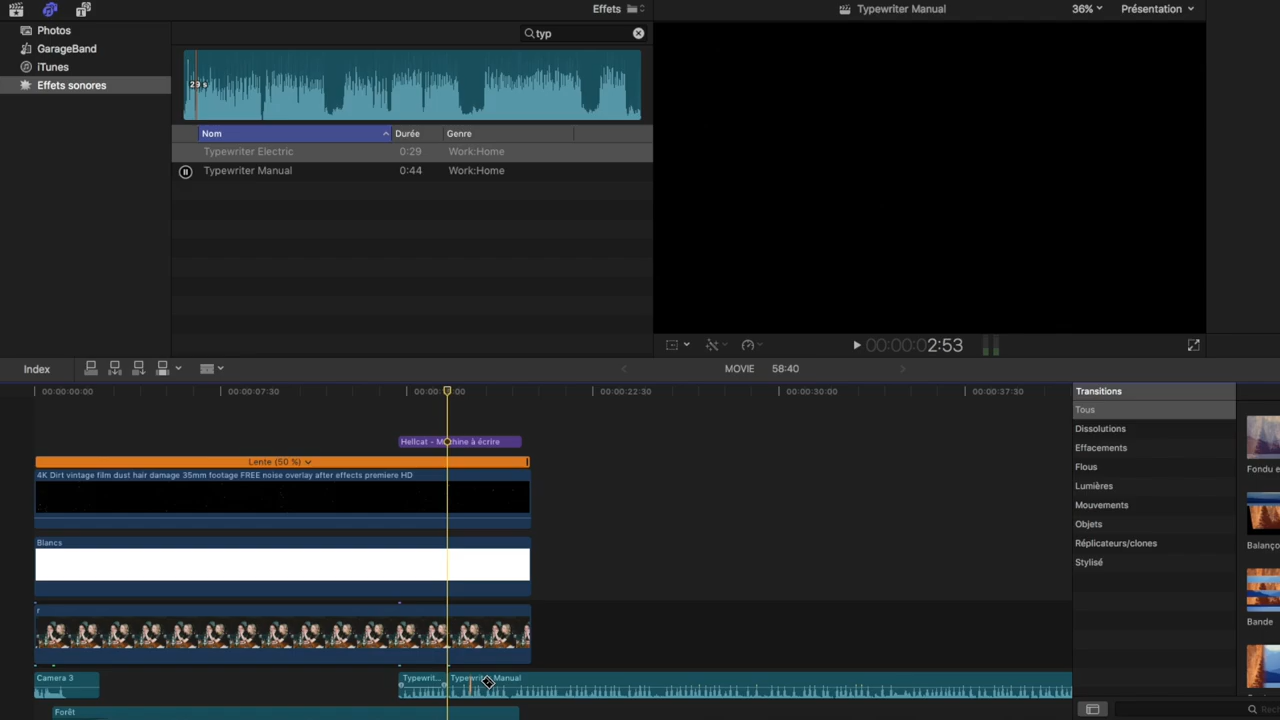 Effets
Typewriter Manual
36%
Présentation
Photos
GarageBand
iTunes
Effets sonores
typ
29 s
Nom
Durée
Genre
Typewriter Electric
0:29
Work:Home
Typewriter Manual
0:44
Work:Home
00:00:00:02:53
Index
MOVIE
58:40
00:00:00:00
00:00:07:30
00:00:22:30
00:00:30:00
00:00:37:30
Hellcat - Machine à écrire
Lente (50 %)
4K Dirt vintage film dust hair damage 35mm footage FREE noise overlay after effects premiere HD
Blancs
r
Camera 3
Typewrit...
Typewriter Manual
Forêt
Transitions
Tous
Dissolutions
Effacements
Flous
Lumières
Mouvements
Objets
Réplicateurs/clones
Stylisé
Fondu e
Balanço
Bande